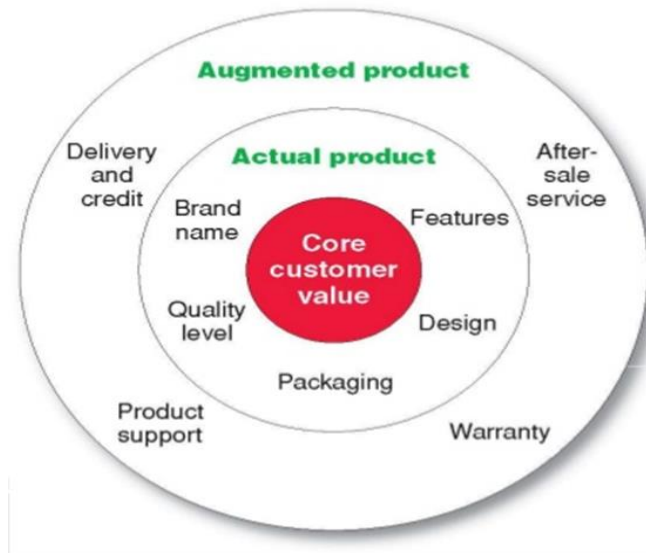 Augmented product
Delivery
and
credit
After-
sale
service
Actual product
Brand
name
Features
Core
customer
value
Quality
level
Design
Packaging
Product
support
Warranty